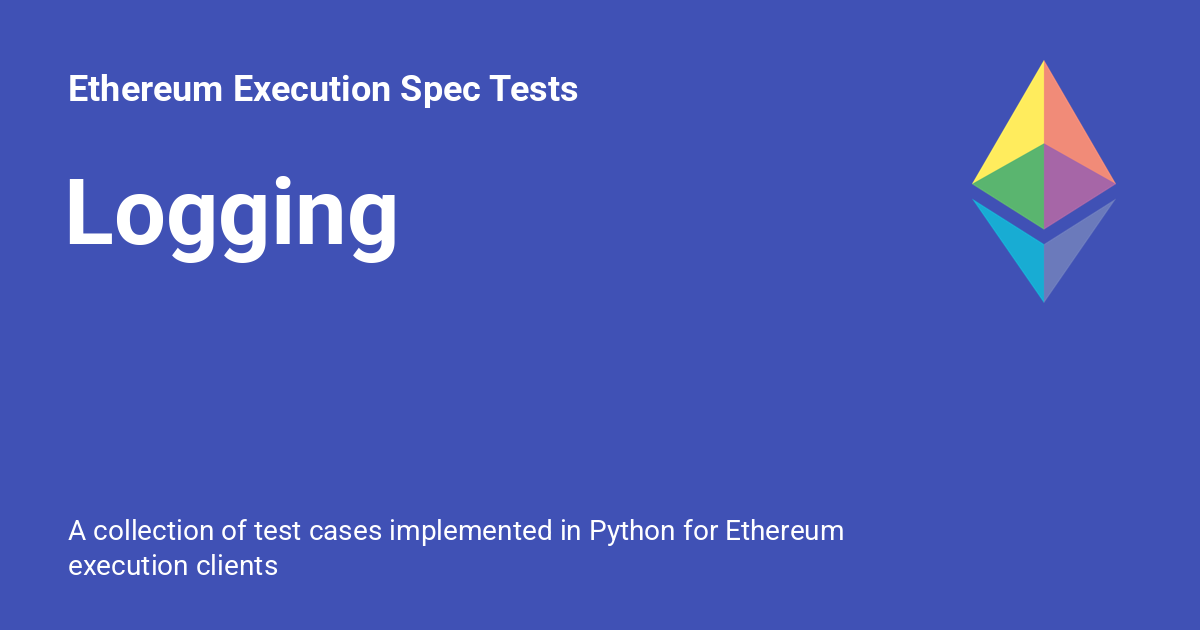 Ethereum Execution Spec Tests
Logging
A collection of test cases implemented in Python for Ethereum
execution clients